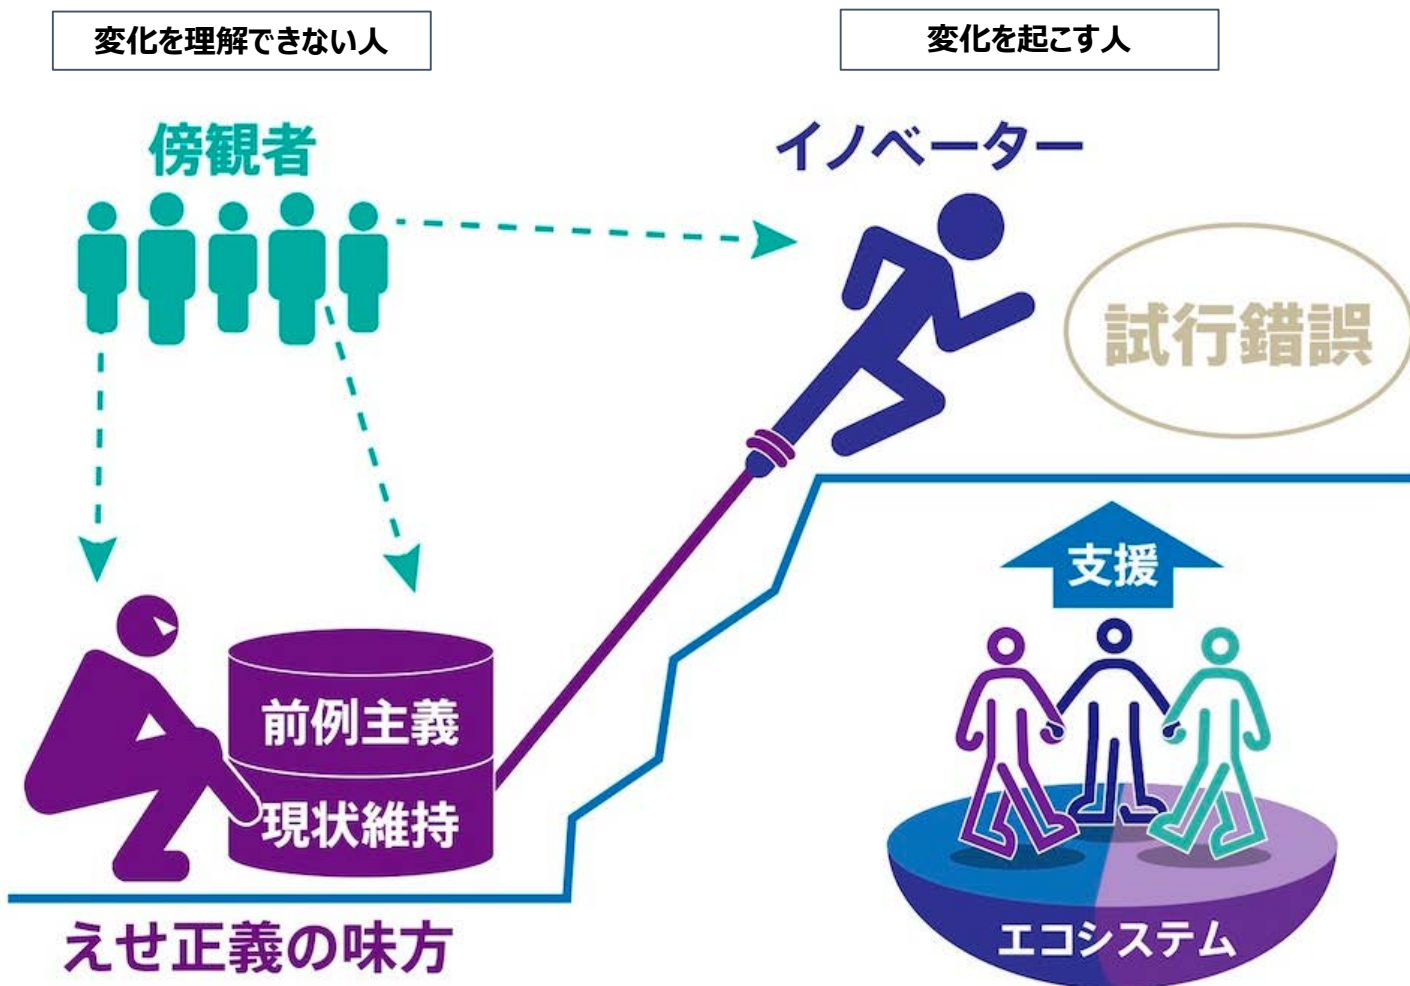 変化を理解できない人
変化を起こす人
傍観者
イノベーター
試行錯誤
支援
前例主義
現状維持
えせ正義の味方
エコシステム